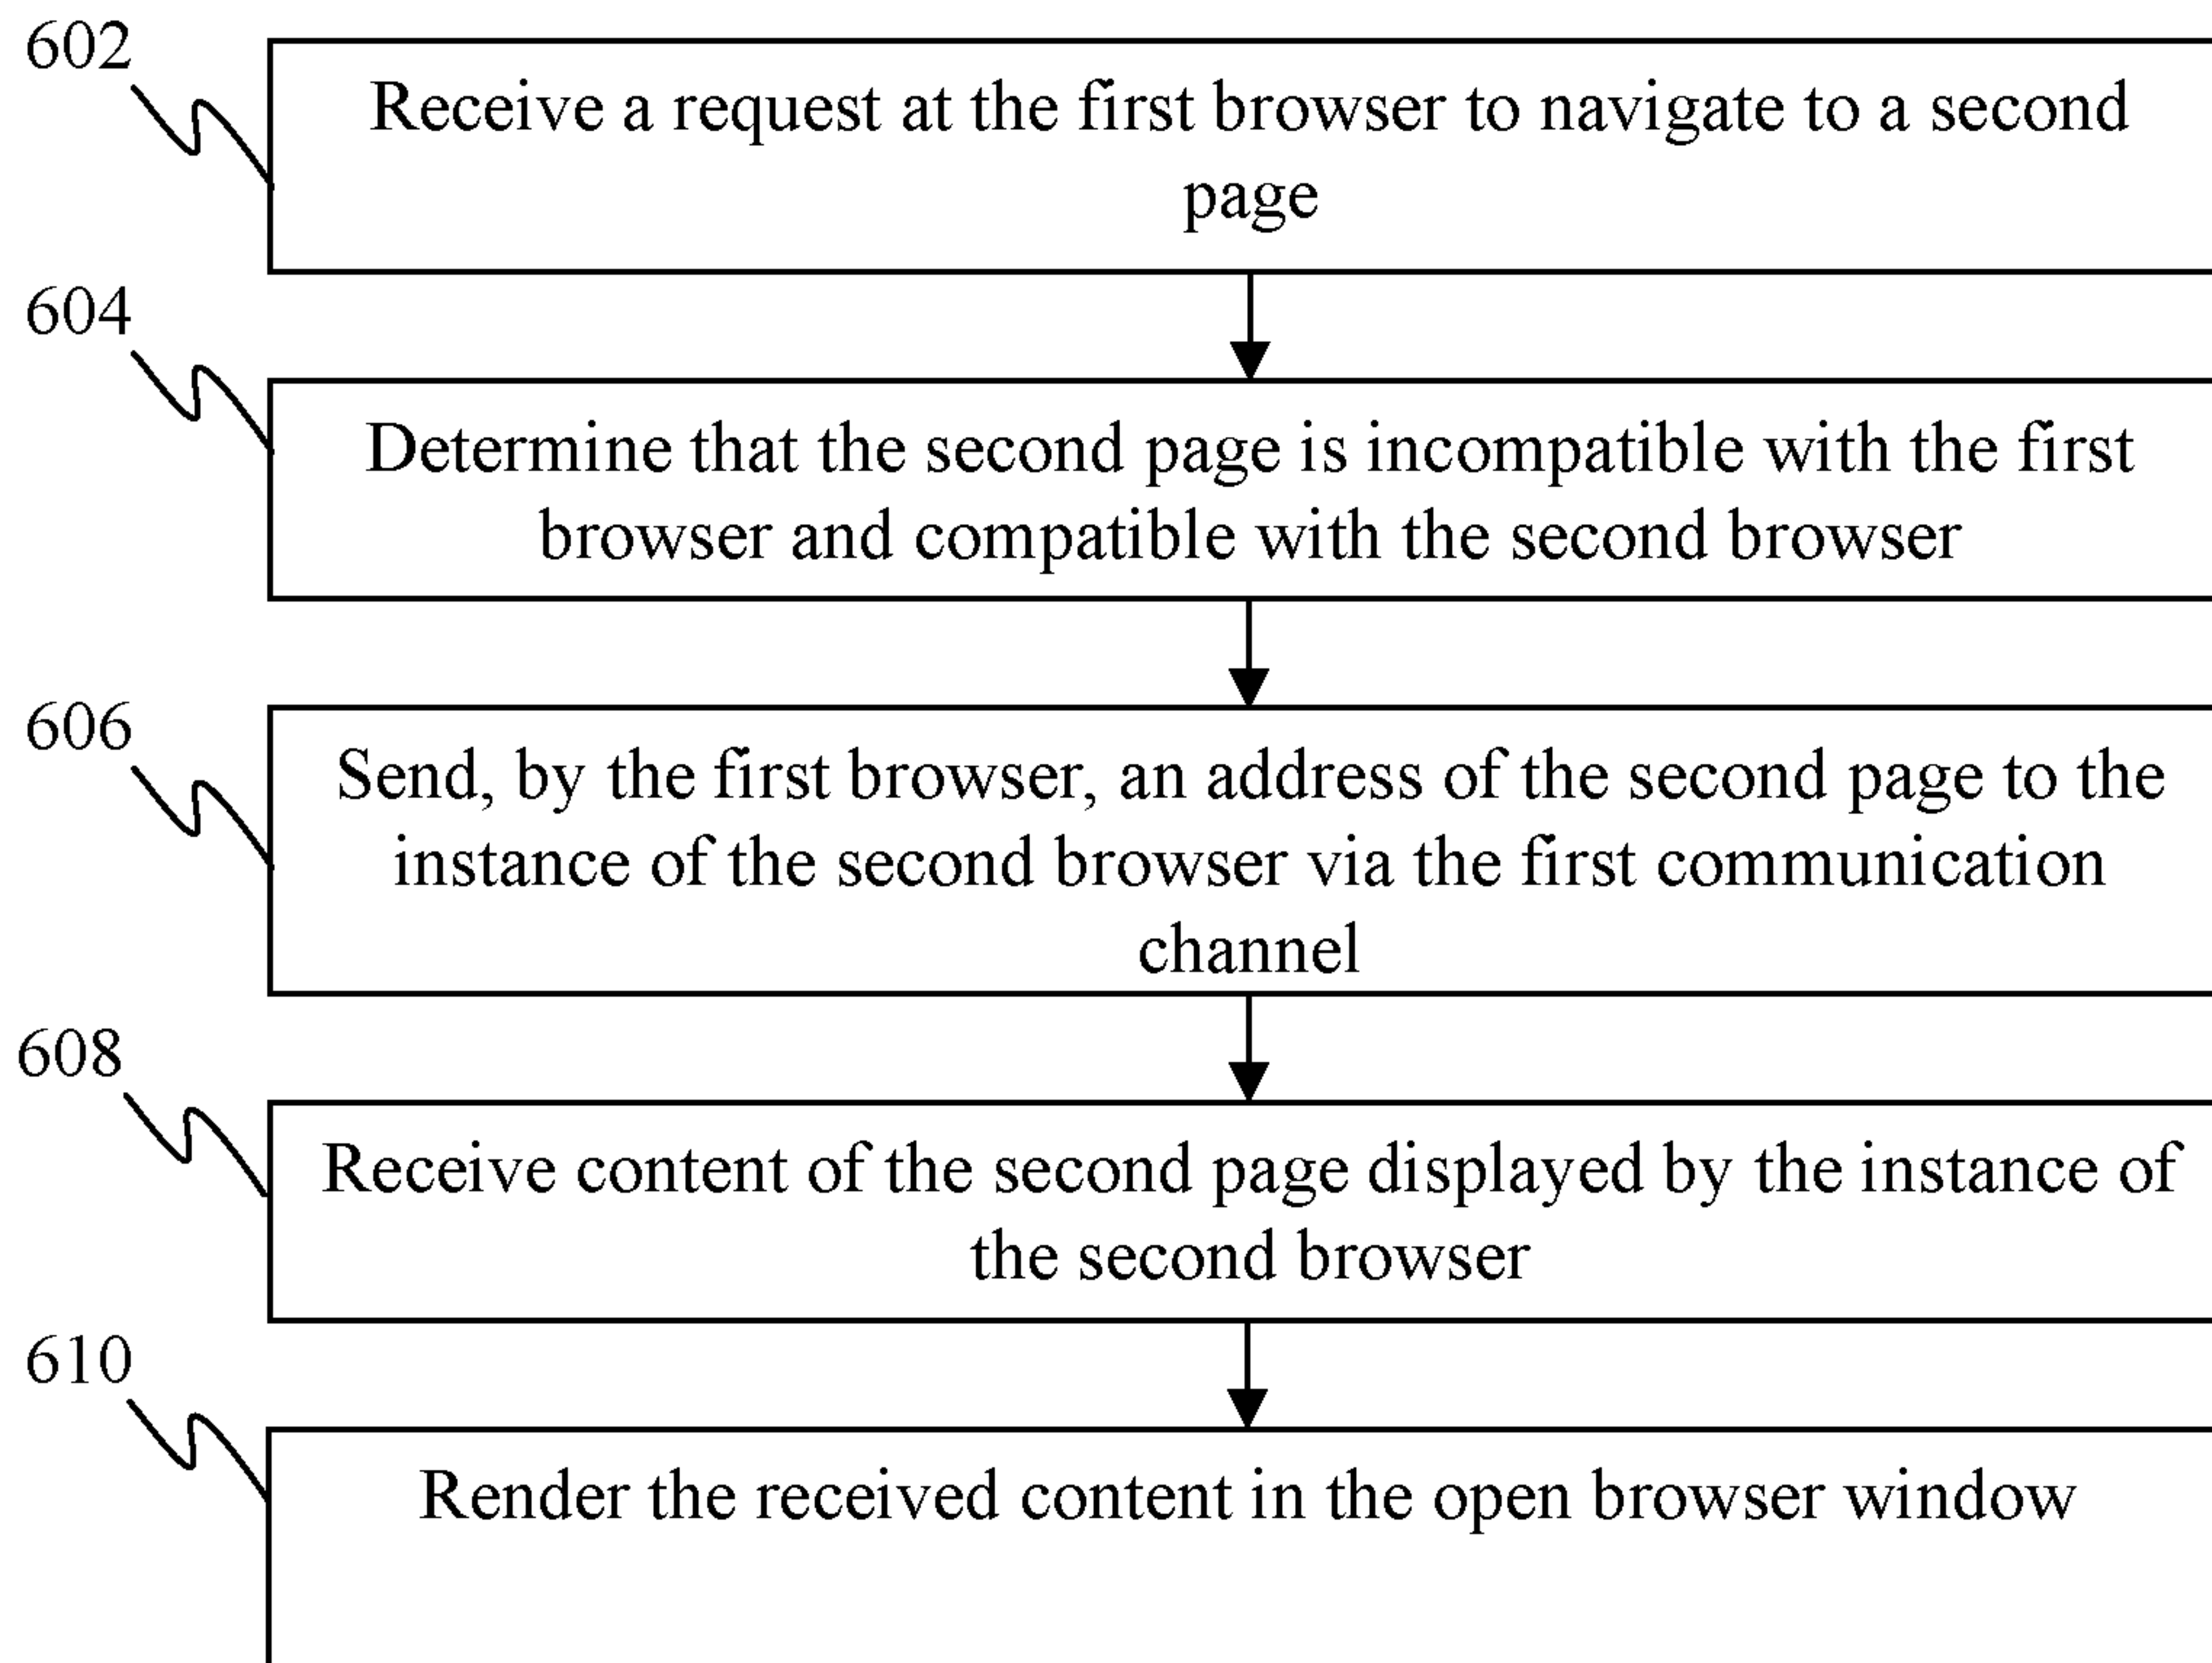 602
Receive a request at the first browser to navigate to a second
page
604
Determine that the second page is incompatible with the first
browser and compatible with the second browser
606
Send, by the first browser, an address of the second page to the
instance of the second browser via the first communication
channel
608
Receive content of the second page displayed by the instance of
the second browser
610
Render the received content in the open browser window